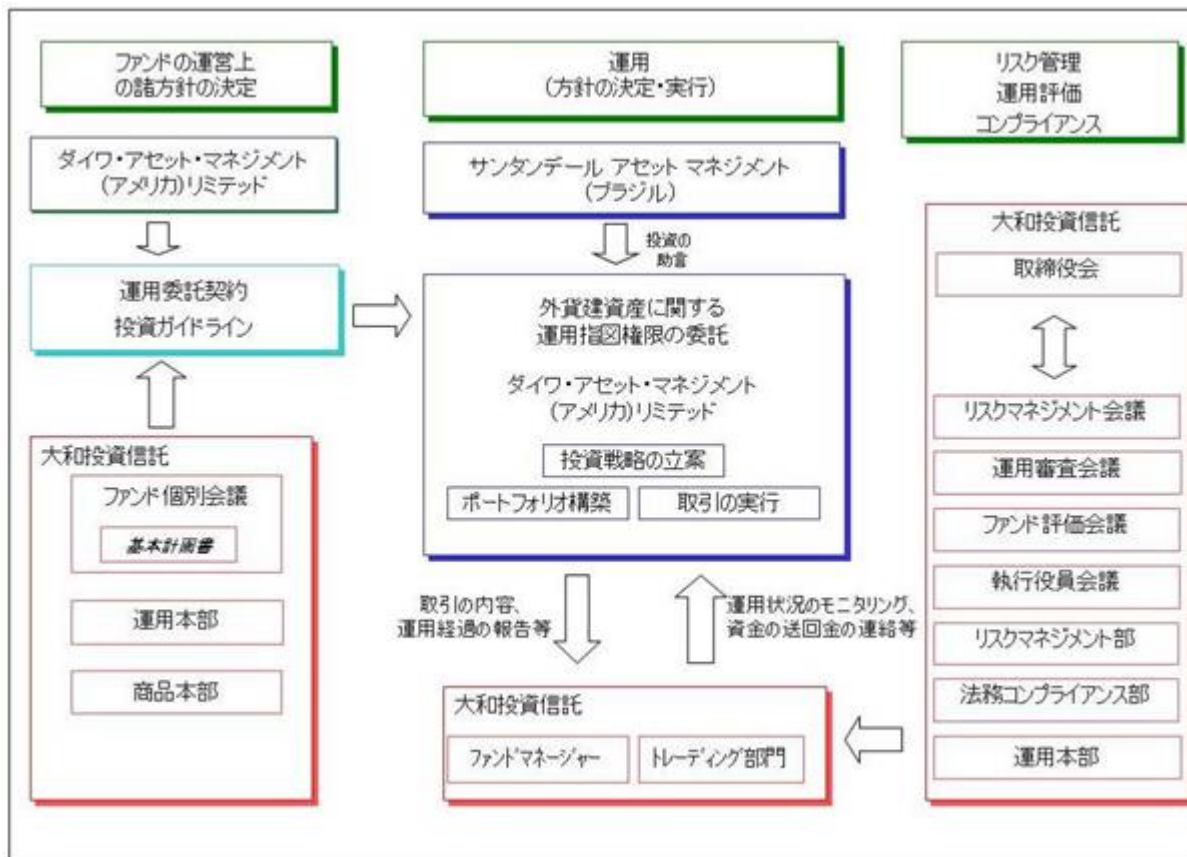 ファンドの運営上
の諸方針の決定
運用
(方針の決定・実行)
リスク管理
運用評価
コンプライアンス
ダイワ・アセット・マネジメント
(アメリカ)リミテッド
サンタンデール アセット マネジメント
(ブラジル)
投資の
助言
運用委託契約
投資ガイドライン
外貨建資産に関する
運用指図権限の委託
ダイワ・アセット・マネジメント
(アメリカ)リミテッド
投資戦略の立案
ポートフォリオ構築
取引の実行
大和投資信託
ファンド個別会議
基本計画書
運用本部
商品本部
取引の内容、
運用経過の報告等
運用状況のモニタリング、
資金の送回金の連絡等
大和投資信託
ファンドマネージャー
トレーディング部門
大和投資信託
取締役会
リスクマネジメント会議
運用審査会議
ファンド評価会議
執行役員会議
リスクマネジメント部
法務コンプライアンス部
運用本部